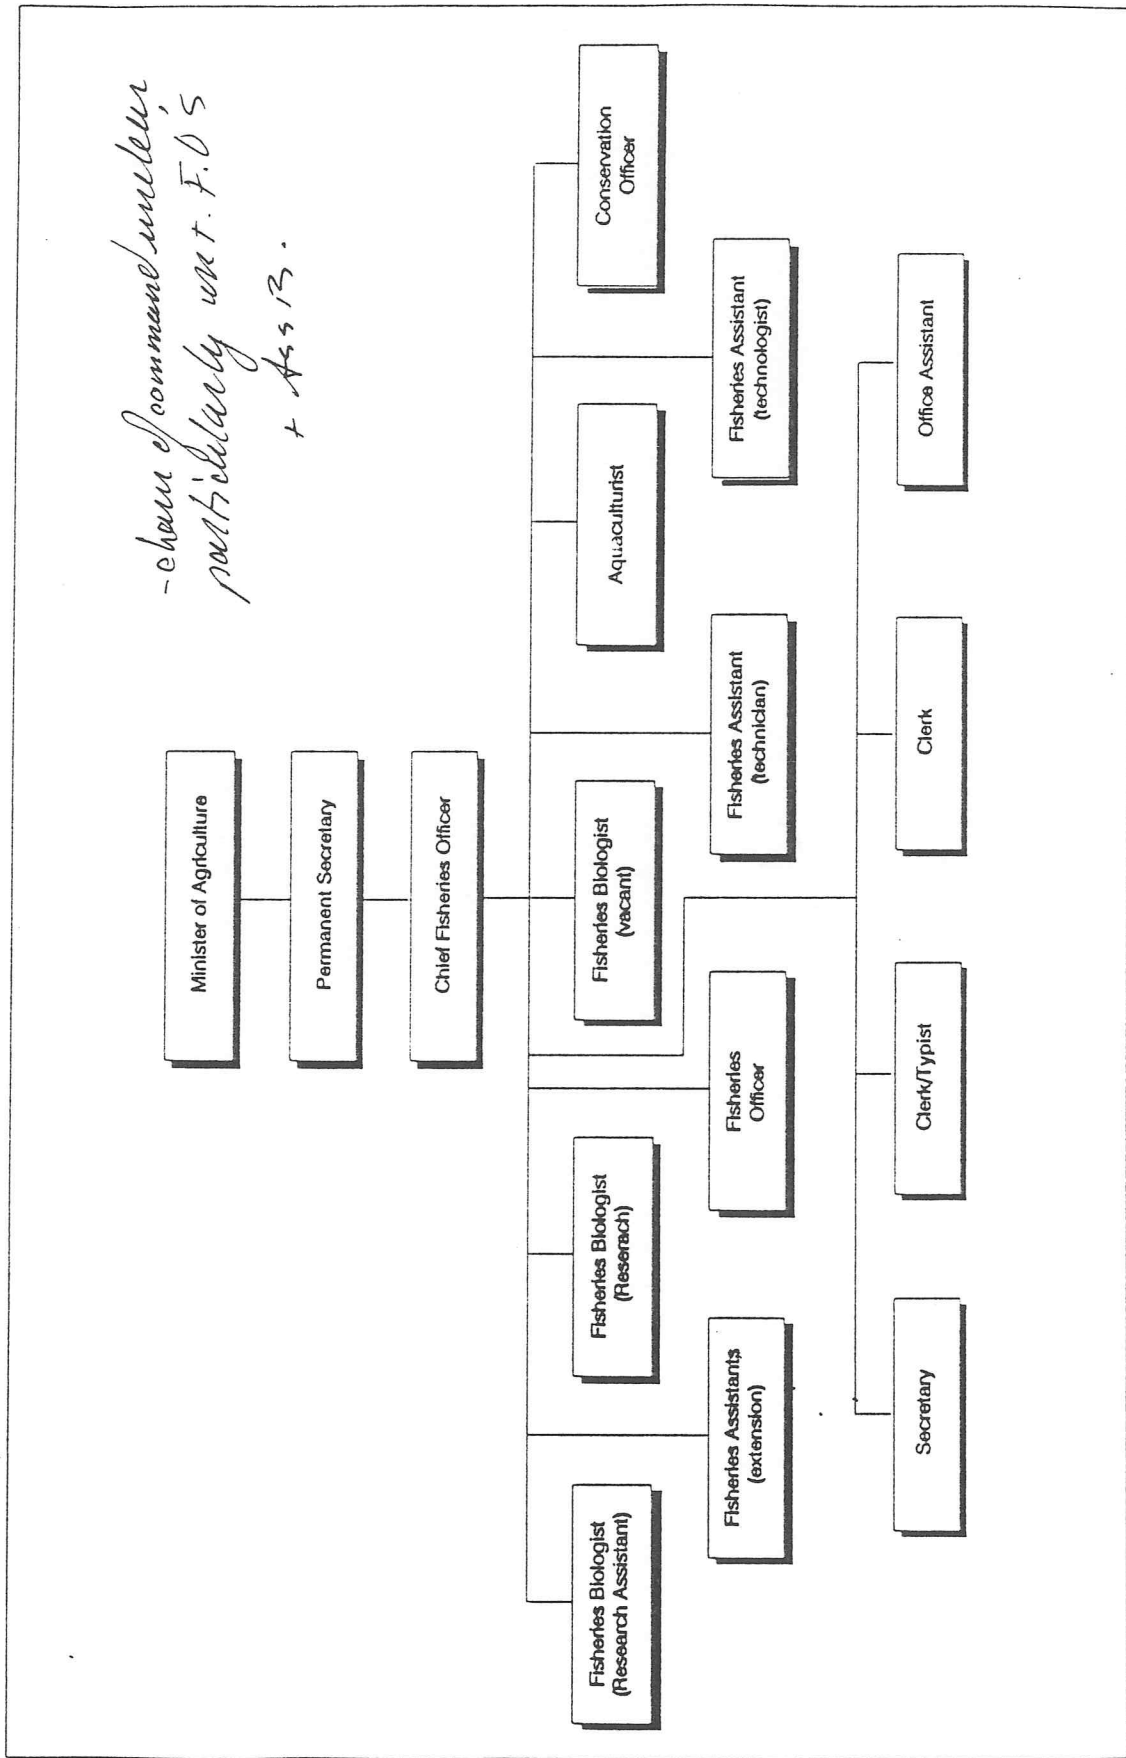 - chain of command unclear,
particularly w.r.t. F.O's
+ Ass B.
Minister of Agriculture
Permanent Secretary
Chief Fisheries Officer
Fisheries Biologist
(Research Assistant)
Fisheries Biologist
(Reserach)
Fisheries Biologist
(vacant)
Aquaculturist
Conservation
Officer
Fisheries Assistants
(extension)
Fisheries
Officer
Fisheries Assistant
(technician)
Fisheries Assistant
(technologist)
Secretary
Clerk/Typist
Clerk
Office Assistant